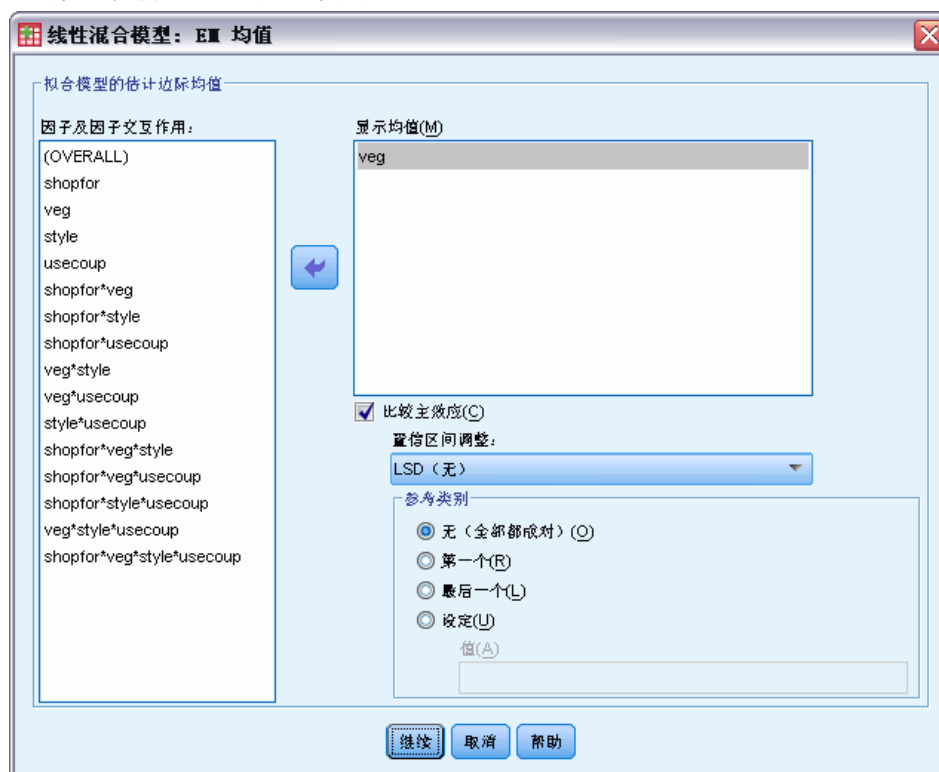 线性混合模型: EM 均值
拟合模型的估计边际均值
因子及因子交互作用:
(OVERALL)
shopfor
veg
style
usecoup
shopfor*veg
shopfor*style
shopfor*usecoup
veg*style
veg*usecoup
style*usecoup
shopfor*veg*style
shopfor*veg*usecoup
shopfor*style*usecoup
veg*style*usecoup
shopfor*veg*style*usecoup
显示均值(M)
veg
比较主效应(C)
置信区间调整:
LSD(无)
参考类别
无(全部都成对)(O)
第一个(R)
最后一个(L)
设定(U)
值(A)
继续
取消
帮助